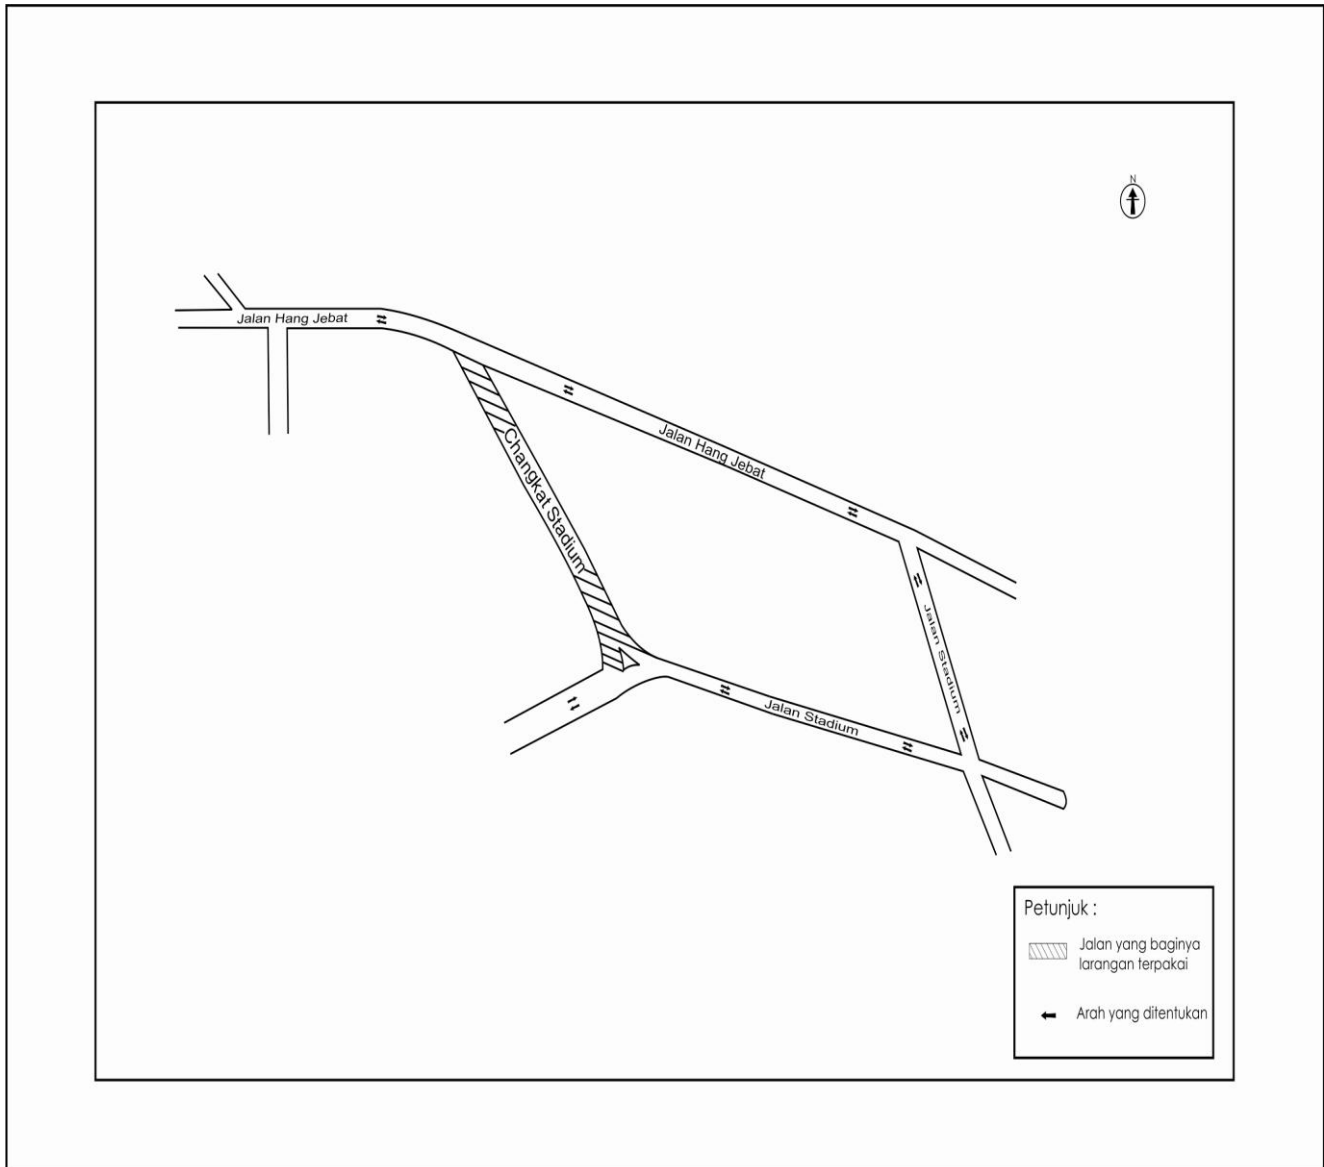 N
Jalan Hang Jebat
Jalan Hang Jebat
Changkat Stadium
Jalan Stadium
Jalan Stadium
Petunjuk :
Jalan yang baginya
larangan terpakai
Arah yang ditentukan